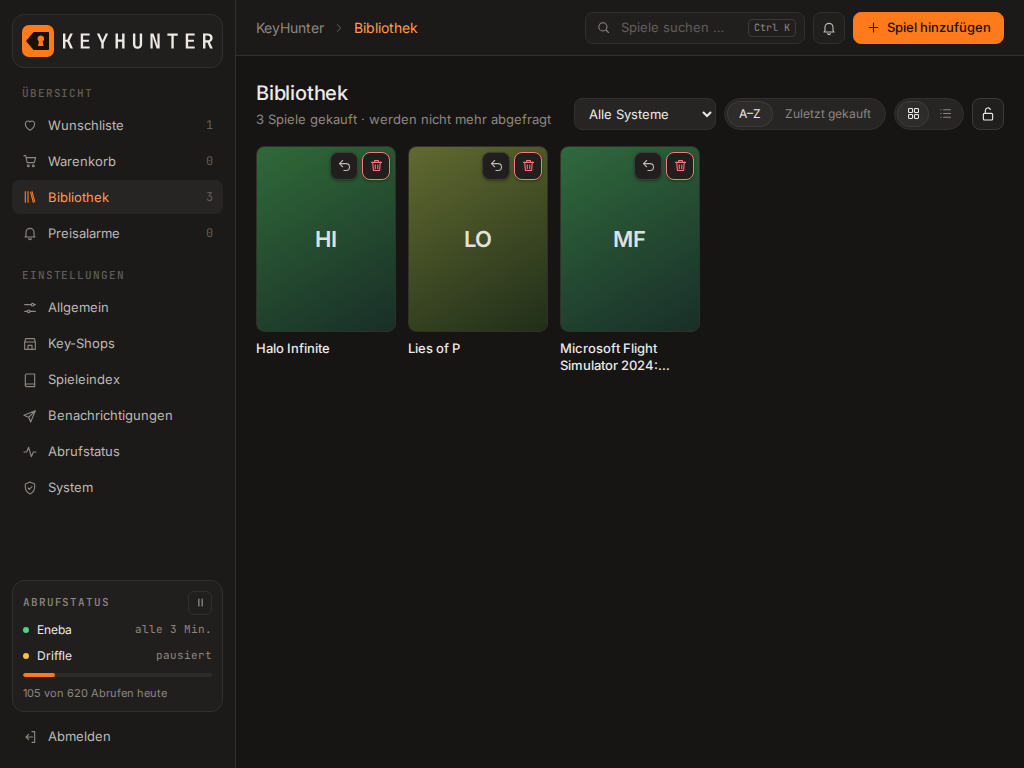 KEYHUNTER
ÜBERSICHT
Wunschliste 1
Warenkorb 0
Bibliothek 3
Preisalarme 0
EINSTELLUNGEN
Allgemein
Key-Shops
Spieleindex
Benachrichtigungen
Abrufstatus
System
ABRUFSTATUS
Eneba alle 3 Min.
Driffle pausiert
105 von 620 Abrufen heute
Abmelden
KeyHunter > Bibliothek
Spiele suchen ... Ctrl K
+ Spiel hinzufügen
Bibliothek
3 Spiele gekauft · werden nicht mehr abgefragt
Alle Systeme
A–Z Zuletzt gekauft
HI
Halo Infinite
LO
Lies of P
MF
Microsoft Flight
Simulator 2024:...